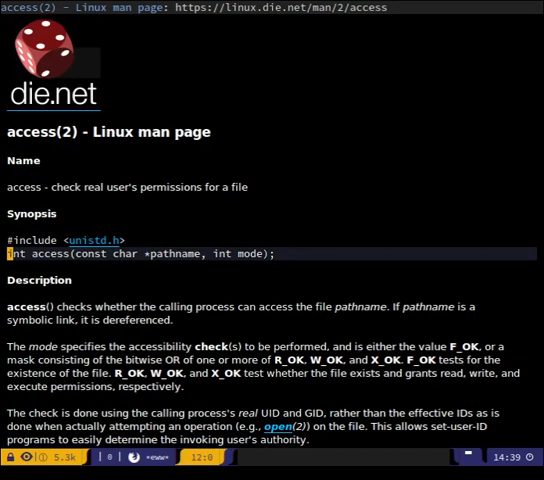 access(2) - Linux man page: https://linux.die.net/man/2/access
die.net
access(2) - Linux man page
Name
access - check real user's permissions for a file
Synopsis
#include <unistd.h>
int access(const char *pathname, int mode);
Description
access() checks whether the calling process can access the file pathname. If pathname is a
symbolic link, it is dereferenced.
The mode specifies the accessibility check(s) to be performed, and is either the value F_OK, or a
mask consisting of the bitwise OR of one or more of R_OK, W_OK, and X_OK. F_OK tests for the
existence of the file. R_OK, W_OK, and X_OK test whether the file exists and grants read, write, and
execute permissions, respectively.
The check is done using the calling process's real UID and GID, rather than the effective IDs as is
done when actually attempting an operation (e.g., open(2)) on the file. This allows set-user-ID
programs to easily determine the invoking user's authority.
5.3k | 0 | *eww* 12:0 14:39